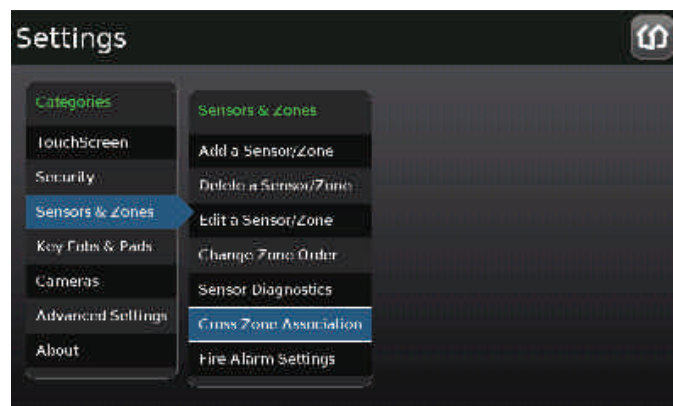 Settings
Categories
TouchScreen
Security
Sensors & Zones
Key Fobs & Pads
Cameras
Advanced Settings
About
Sensors & Zones
Add a Sensor/Zone
Delete a Sensor/Zone
Edit a Sensor/Zone
Change Zone Order
Sensor Diagnostics
Cross Zone Association
Fire Alarm Settings